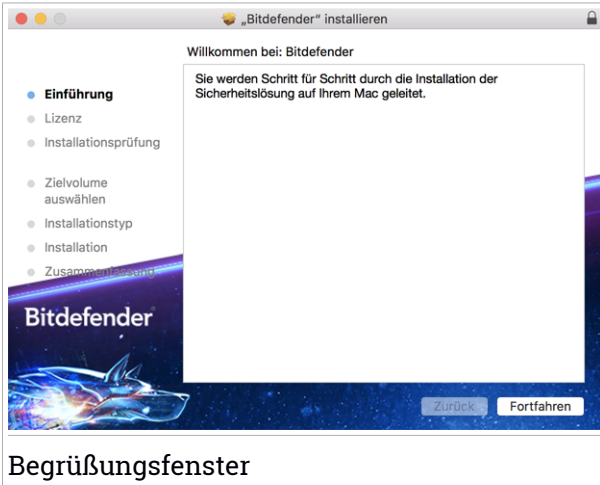 „Bitdefender“ installieren
Willkommen bei: Bitdefender
Sie werden Schritt für Schritt durch die Installation der
Sicherheitslösung auf Ihrem Mac geleitet.
Einführung
Lizenz
Installationsprüfung
Zielvolume
auswählen
Installationstyp
Installation
Zusammenfassung
Bitdefender
Zurück
Fortfahren
Begrüßungsfenster